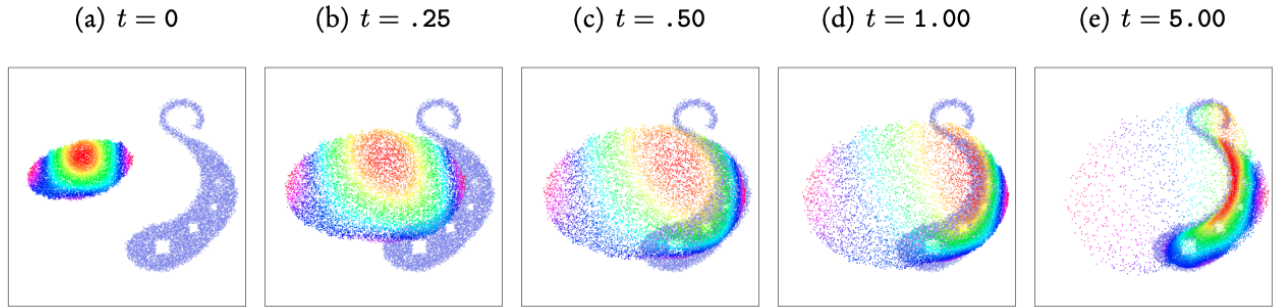 (a) t = 0 (b) t = .25 (c) t = .50 (d) t = 1.00 (e) t = 5.00